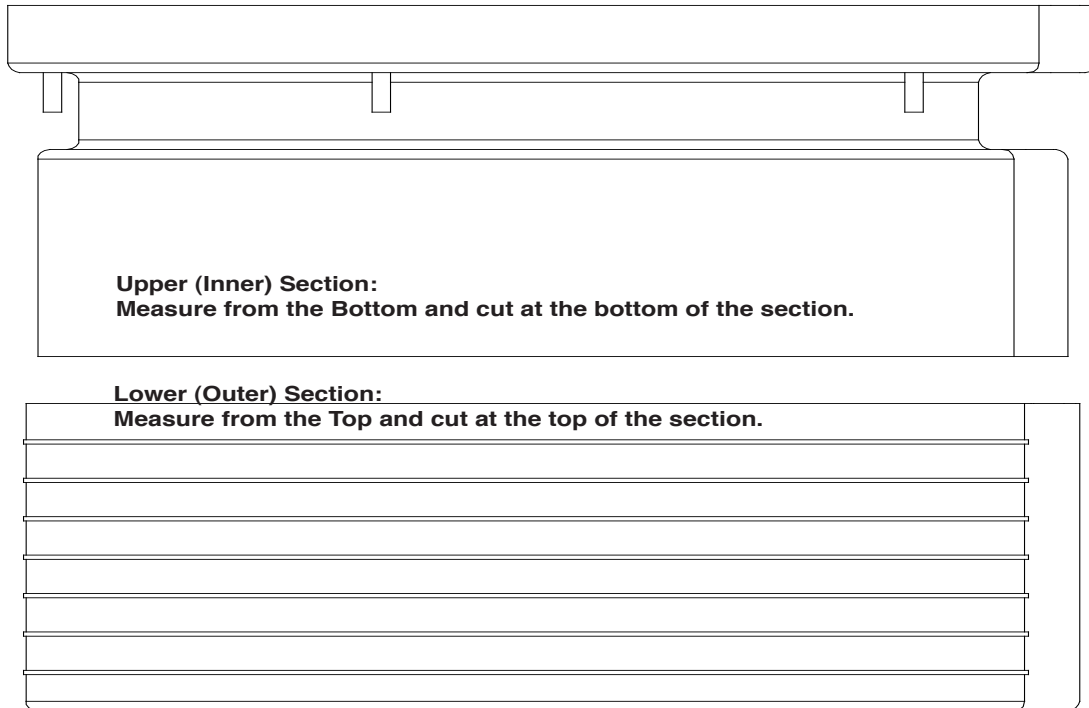 Upper (Inner) Section:
Measure from the Bottom and cut at the bottom of the section.
Lower (Outer) Section:
Measure from the Top and cut at the top of the section.